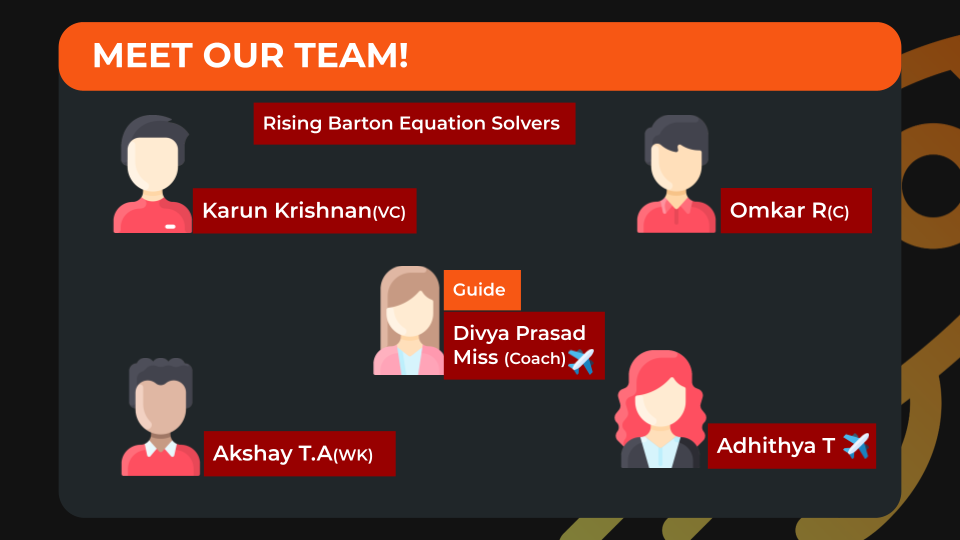 MEET OUR TEAM!
Rising Barton Equation Solvers
Karun Krishnan(VC)
Omkar R(C)
Guide
Divya Prasad
Miss (Coach)✈️
Akshay T.A(WK)
Adhithya T ✈️